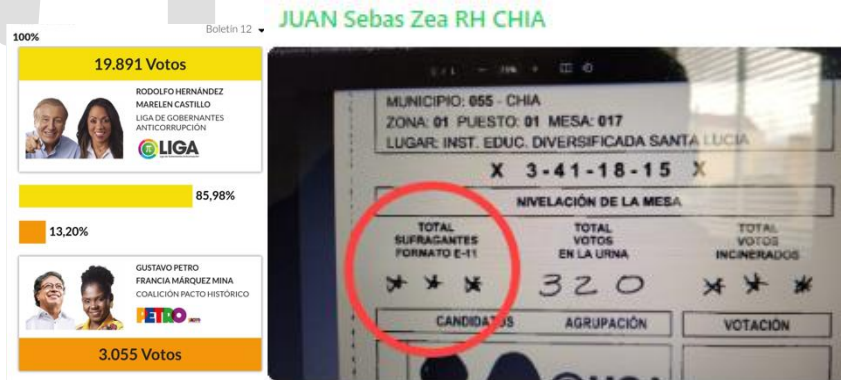 Boletín 12
100%
19.891 Votos
RODOLFO HERNÁNDEZ
MARELEN CASTILLO
LIGA DE GOBERNANTES
ANTICORRUPCIÓN
LIGA
85,98%
13,20%
GUSTAVO PETRO
FRANCIA MÁRQUEZ MINA
COALICIÓN PACTO HISTÓRICO
PETRO
3.055 Votos
JUAN Sebas Zea RH CHIA
MUNICIPIO: 055 - CHIA
ZONA: 01 PUESTO: 01 MESA: 017
LUGAR: INST. EDUC. DIVERSIFICADA SANTA LUCIA
X 3-41-18-15 X
NIVELACIÓN DE LA MESA
TOTAL
SUFRAGANTES
FORMATO E-11
* * *
TOTAL
VOTOS
EN LA URNA
320
TOTAL
VOTOS
INCINERADOS
* * *
CANDIDATOS AGRUPACIÓN VOTACIÓN